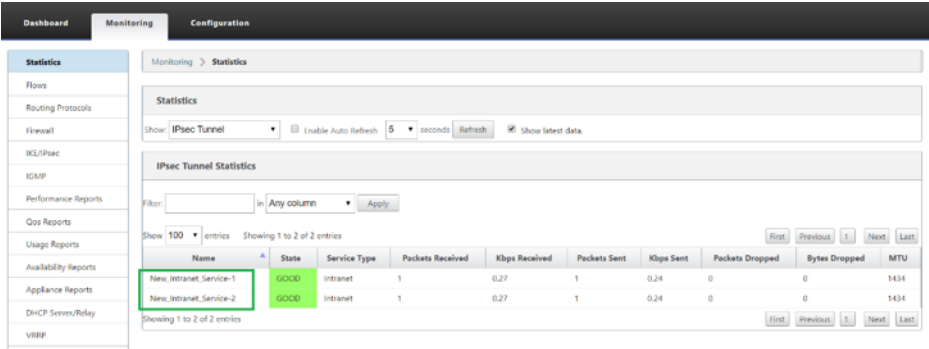 Dashboard Monitoring Configuration
Statistics
Flows
Routing Protocols
Firewall
IKE/IPsec
IGMP
Performance Reports
Qos Reports
Usage Reports
Availability Reports
Appliance Reports
DHCP Server/Relay
VRRP
Monitoring > Statistics
Statistics
Show: IPsec Tunnel Enable Auto Refresh 5 seconds Refresh Show latest data.
IPsec Tunnel Statistics
Filter: in Any column Apply
Show 100 entries Showing 1 to 2 of 2 entries First Previous 1 Next Last
Name State Service Type Packets Received Kbps Received Packets Sent Kbps Sent Packets Dropped Bytes Dropped MTU
New_Intranet_Service-1 GOOD Intranet 1 0.27 1 0.24 0 0 1434
New_Intranet_Service-2 GOOD Intranet 1 0.27 1 0.24 0 0 1434
Showing 1 to 2 of 2 entries First Previous 1 Next Last